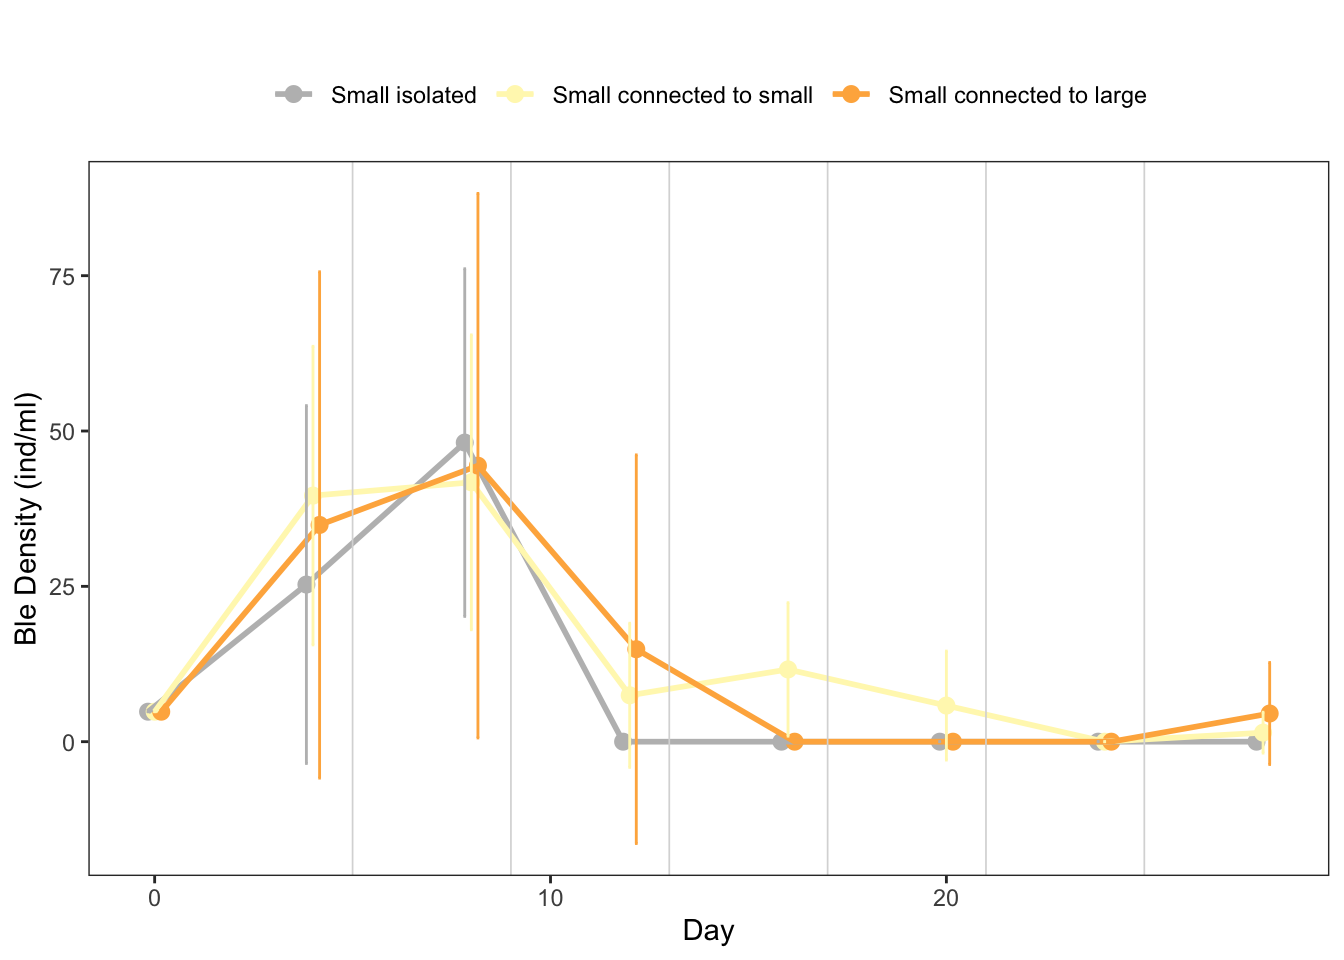 Small isolated Small connected to small Small connected to large
75
50
25
0
Ble Density (ind/ml)
0 10 20
Day